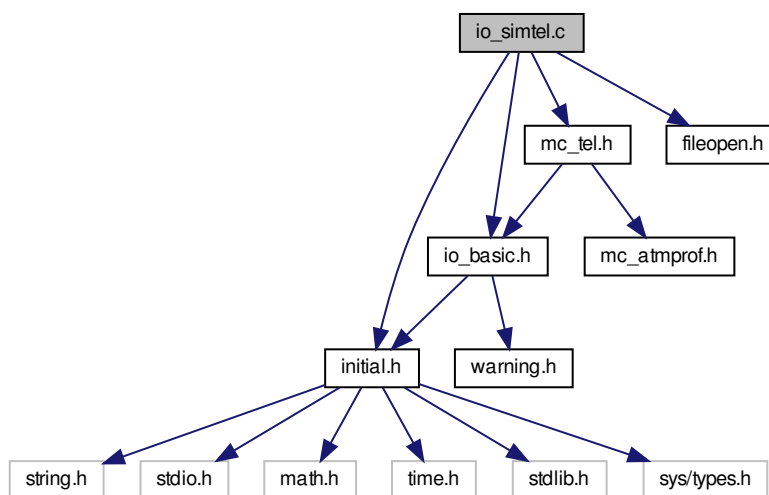 io_simtel.c
mc_tel.h
fileopen.h
io_basic.h
mc_atmprof.h
initial.h
warning.h
string.h
stdio.h
math.h
time.h
stdlib.h
sys/types.h